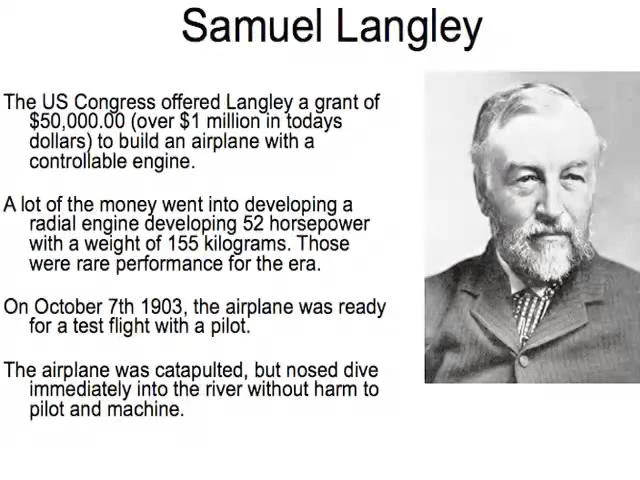 Samuel Langley
The US Congress offered Langley a grant of
$50,000.00 (over $1 million in todays
dollars) to build an airplane with a
controllable engine.
A lot of the money went into developing a
radial engine developing 52 horsepower
with a weight of 155 kilograms. Those
were rare performance for the era.
On October 7th 1903, the airplane was ready
for a test flight with a pilot.
The airplane was catapulted, but nosed dive
immediately into the river without harm to
pilot and machine.